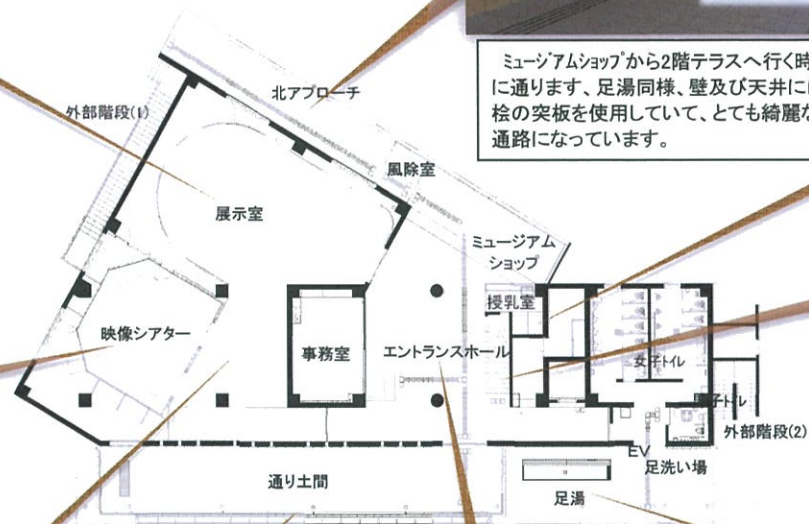 ミュージアムショップから2階テラスへ行く時
に通ります、足湯同様、壁及び天井に
桧の突板を使用していて、とても綺麗な
通路になっています。
北アプローチ
外部階段(1)
風除室
展示室
ミュージアム
ショップ
授乳室
映像シアター
事務室
エントランスホール
女子トイレ
子トイレ
外部階段(2)
EV
足洗い場
通り土間
足湯